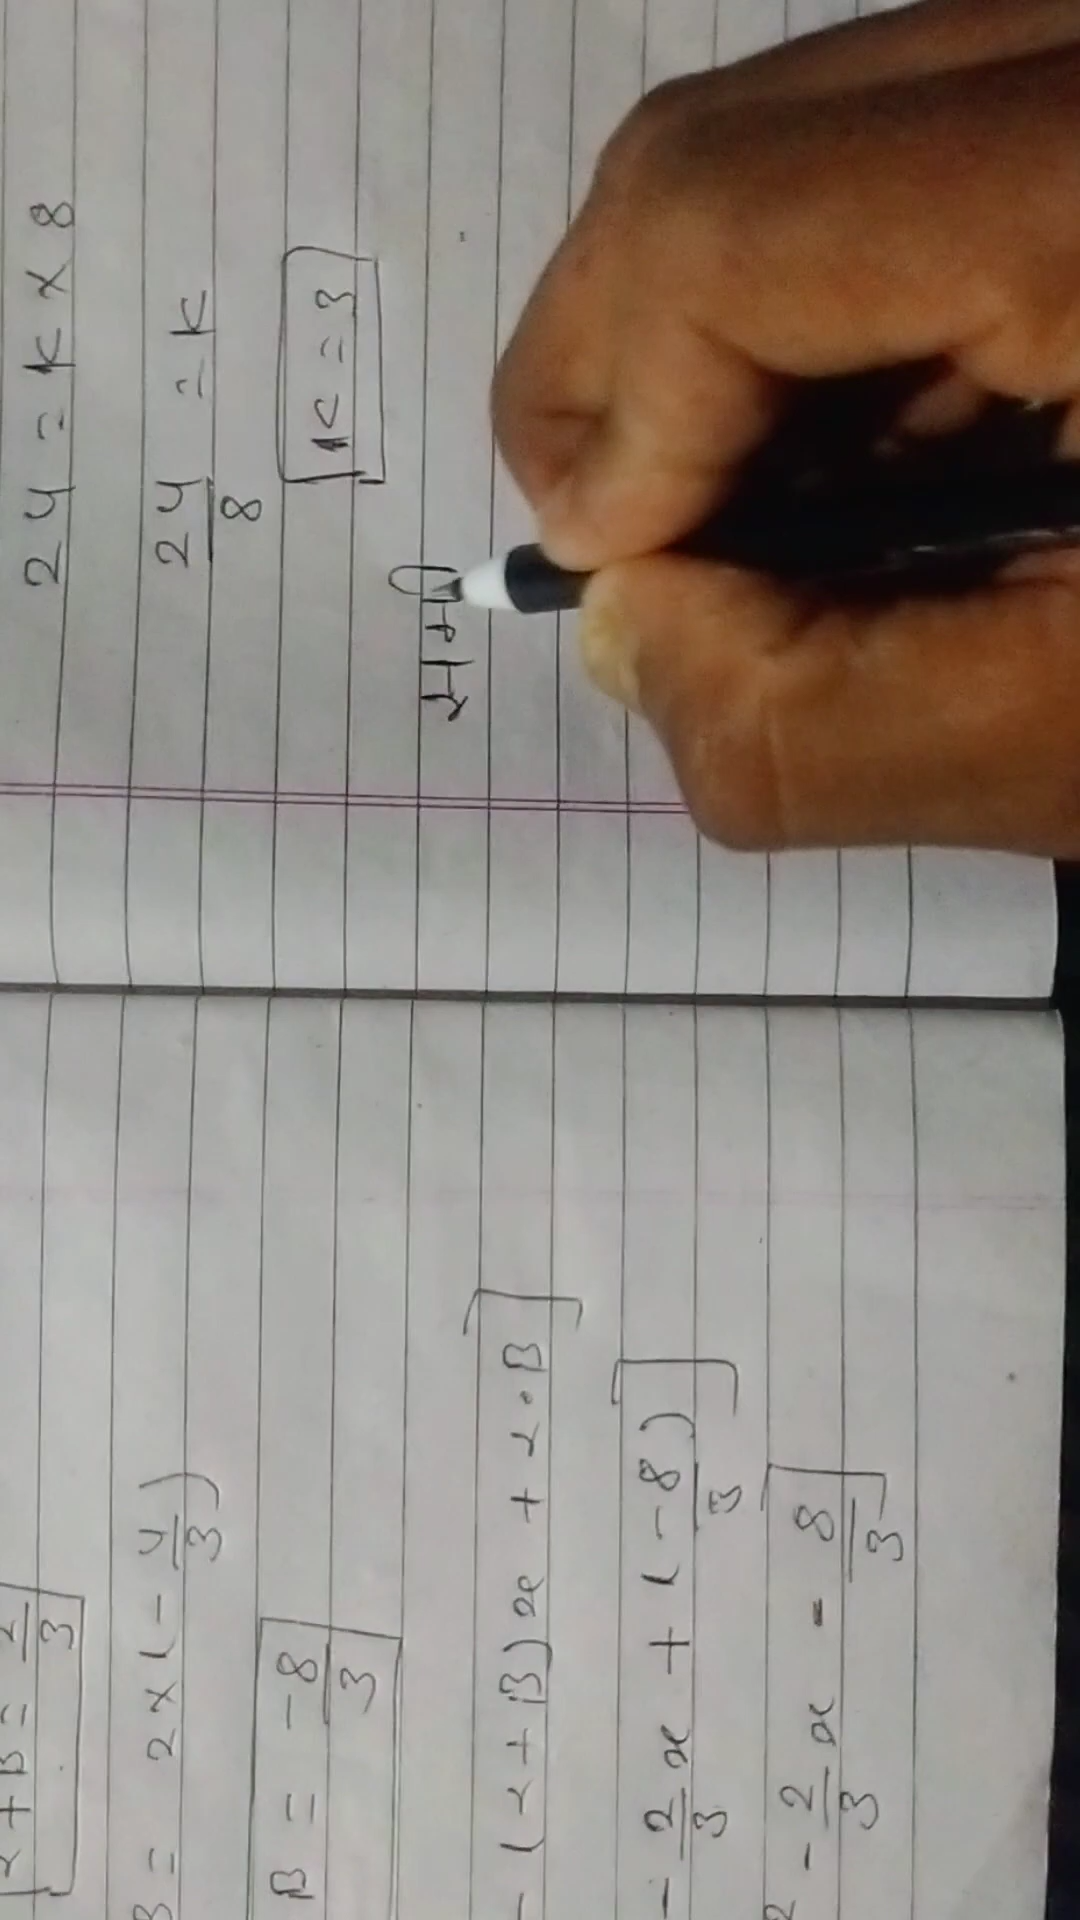 24 = k × 8
24/8 = k
k = 3
α + β = 2/3
β = 2 × (-4/3)
β = -8/3
- (α + β)x + α·β]
- 2/3 x + (-8/3)]
- 2/3 x - 8/3]